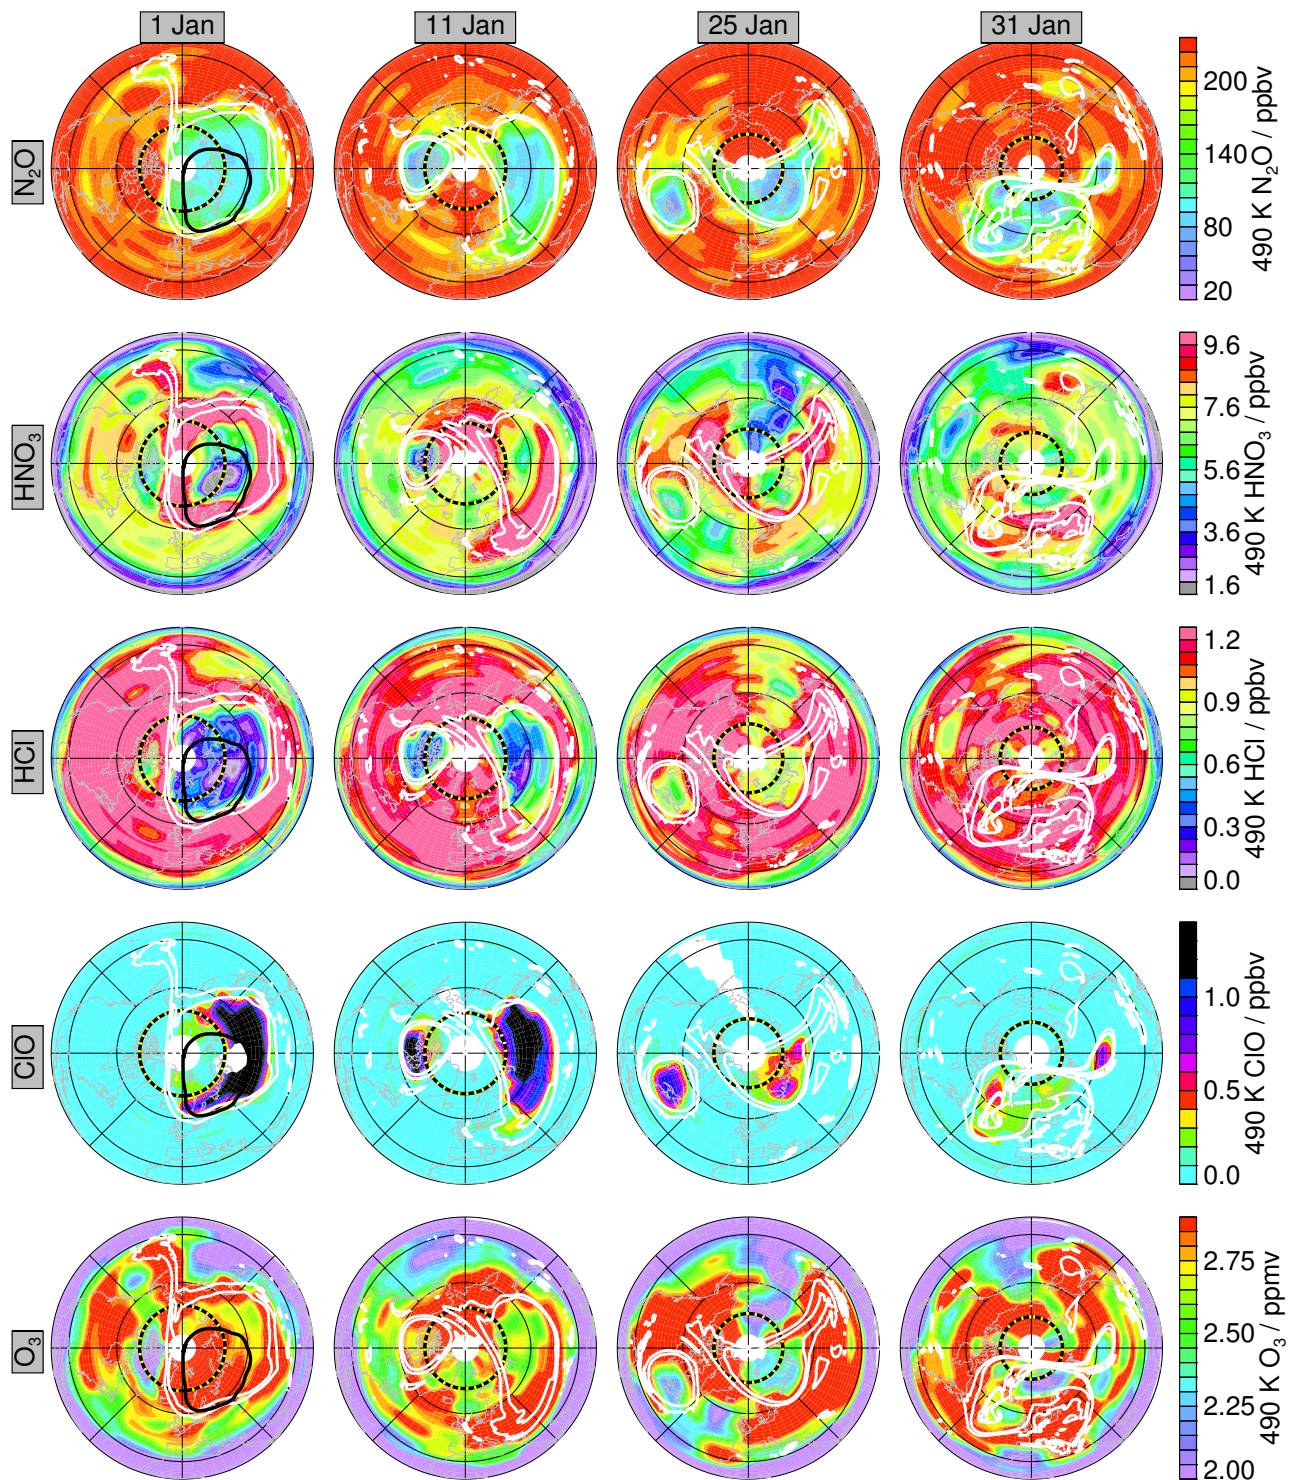 1 Jan 11 Jan 25 Jan 31 Jan
N₂O
200
140
80
20
490 K N₂O / ppbv
HNO₃
9.6
7.6
5.6
3.6
1.6
490 K HNO₃ / ppbv
HCl
1.2
0.9
0.6
0.3
0.0
490 K HCl / ppbv
ClO
1.0
0.5
0.0
490 K ClO / ppbv
O₃
2.75
2.50
2.25
2.00
490 K O₃ / ppmv